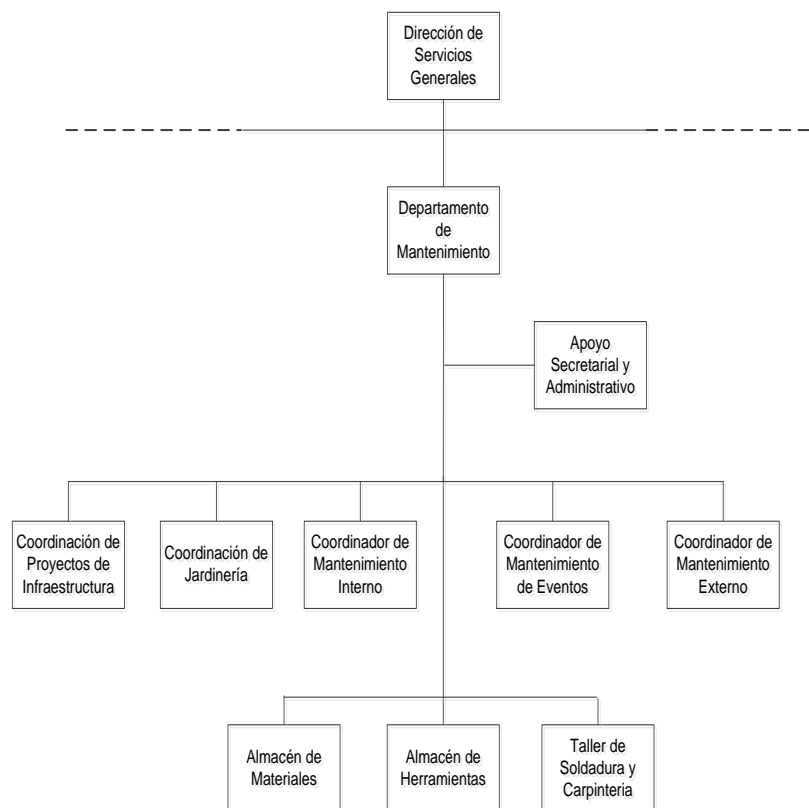 Dirección de
Servicios
Generales
Departamento
de
Mantenimiento
Apoyo
Secretarial y
Administrativo
Coordinación de
Proyectos de
Infraestructura
Coordinación de
Jardinería
Coordinador de
Mantenimiento
Interno
Coordinador de
Mantenimiento
de Eventos
Coordinador de
Mantenimiento
Externo
Almacén de
Materiales
Almacén de
Herramientas
Taller de
Soldadura y
Carpinteria